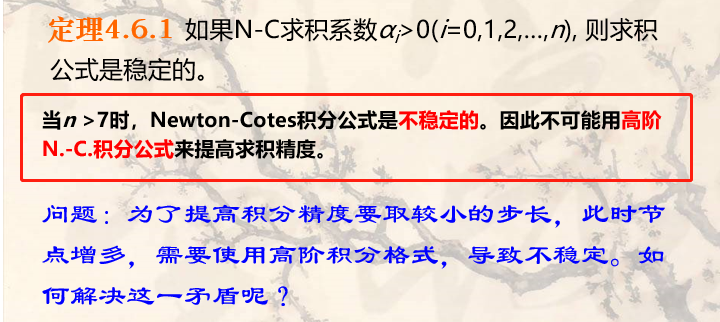 定理4.6.1 如果N-C求积系数αᵢ>0(i=0,1,2,...,n), 则求积
公式是稳定的。
当n >7时，Newton-Cotes积分公式是不稳定的。因此不可能用高阶
N.-C.积分公式来提高求积精度。
问题：为了提高积分精度要取较小的步长，此时节
点增多，需要使用高阶积分格式，导致不稳定。如
何解决这一矛盾呢？